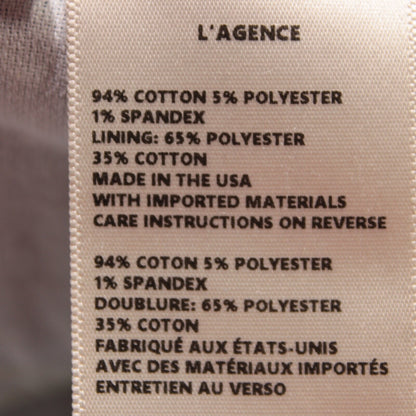 L'AGENCE
94% COTTON 5% POLYESTER
1% SPANDEX
LINING: 65% POLYESTER
35% COTTON
MADE IN THE USA
WITH IMPORTED MATERIALS
CARE INSTRUCTIONS ON REVERSE
94% COTON 5% POLYESTER
1% SPANDEX
DOUBLURE: 65% POLYESTER
35% COTON
FABRIQUÉ AUX ÉTATS-UNIS
AVEC DES MATÉRIAUX IMPORTÉS
ENTRETIEN AU VERSO